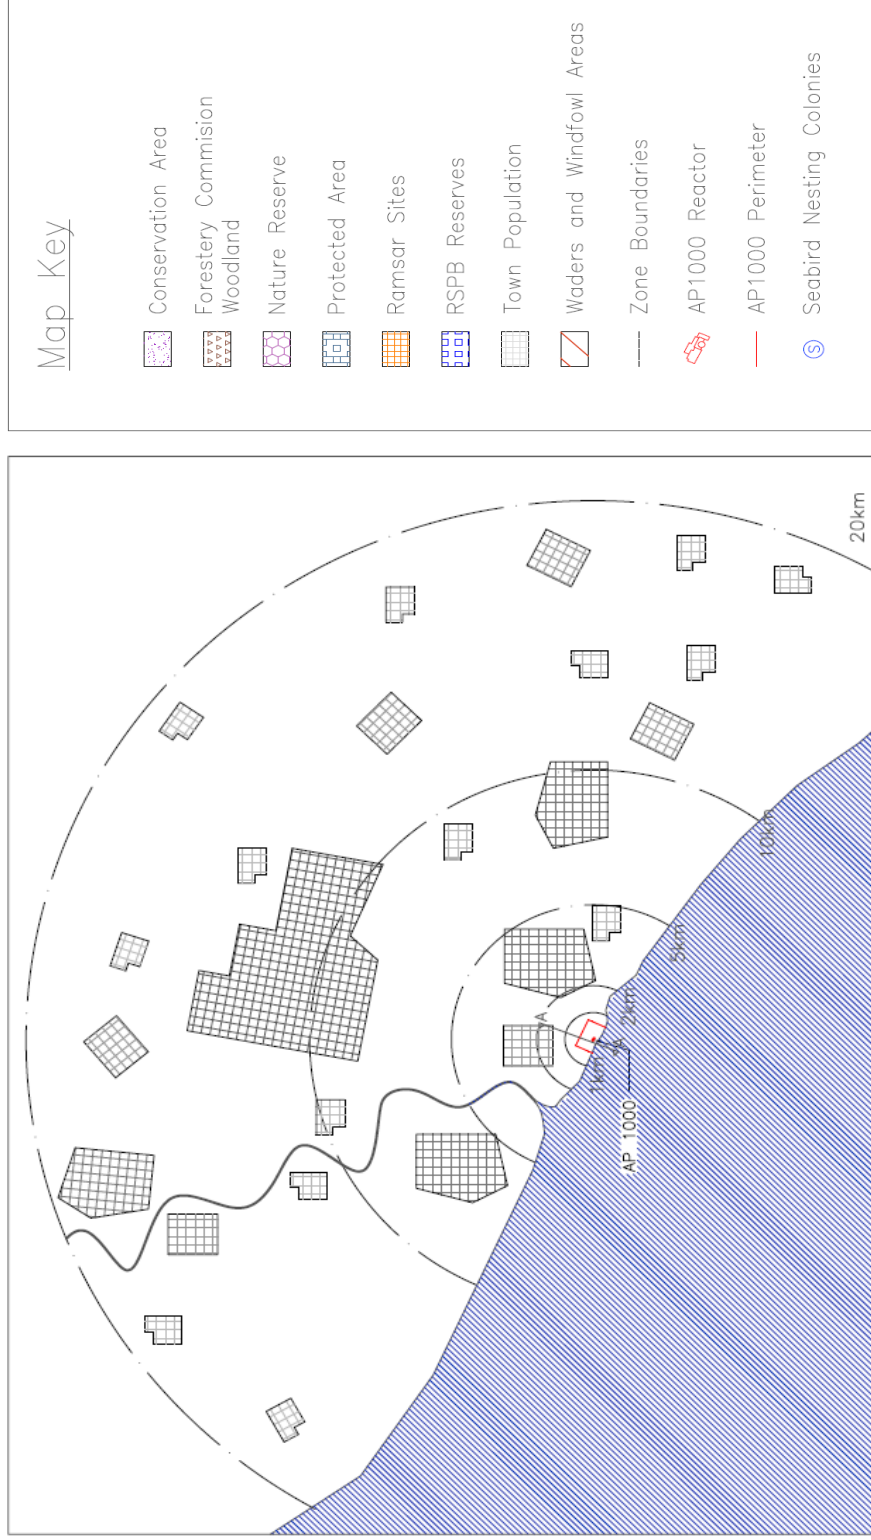 Map Key
Conservation Area
Forestery Commision
Woodland
Nature Reserve
Protected Area
Ramsar Sites
RSPB Reserves
Town Population
Waders and Windfowl Areas
Zone Boundaries
AP1000 Reactor
AP1000 Perimeter
S Seabird Nesting Colonies
20km
10km
5km
2km
1km
A
A
AP 1000